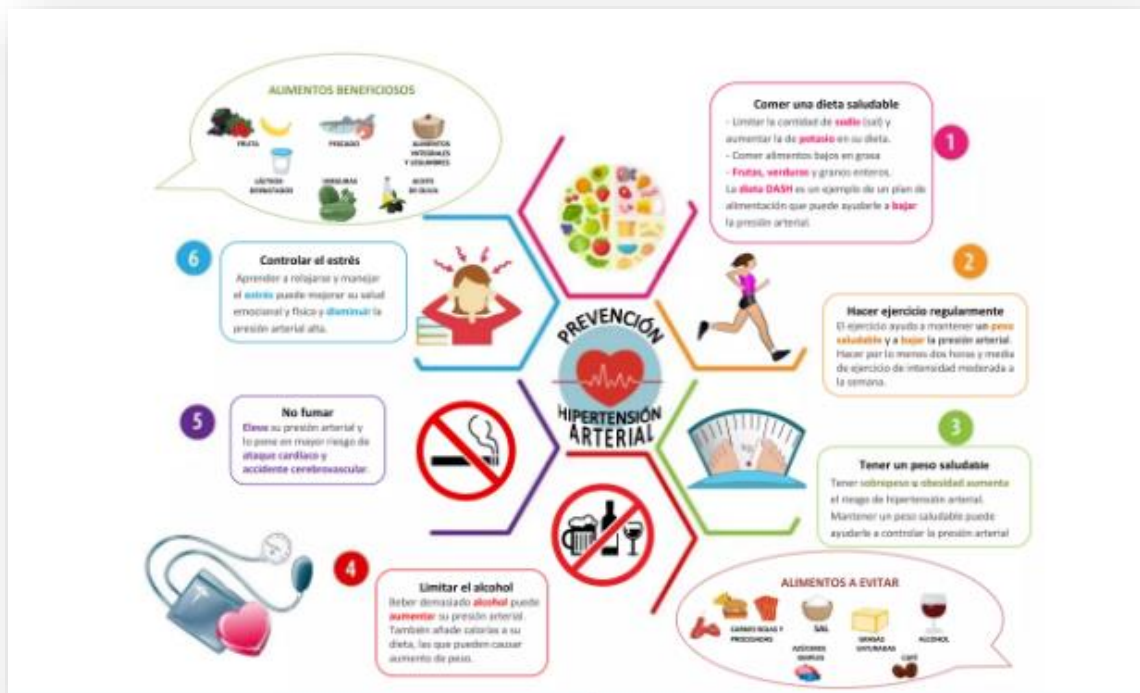 ALIMENTOS BENEFICIOSOS
FRUTA
PESCADO
ALIMENTOS
INTEGRALES
Y LEGUMBRES
LÁCTEOS
DESNATADOS
VERDURAS
ACEITE
DE OLIVA
1
Comer una dieta saludable
- Limitar la cantidad de sodio (sal) y
aumentar la de potasio en su dieta.
- Comer alimentos bajos en grasa
- Frutas, verduras y granos enteros.
La dieta DASH es un ejemplo de un plan de
alimentación que puede ayudarle a bajar
la presión arterial.
2
Hacer ejercicio regularmente
El ejercicio ayuda a mantener un peso
saludable y a bajar la presión arterial.
Hacer por lo menos dos horas y media
de ejercicio de intensidad moderada a
la semana.
3
Tener un peso saludable
Tener sobrepeso u obesidad aumenta
el riesgo de hipertensión arterial.
Mantener un peso saludable puede
ayudarle a controlar la presión arterial
4
Limitar el alcohol
Beber demasiado alcohol puede
aumentar su presión arterial.
También añade calorías a su
dieta, las que pueden causar
aumento de peso.
5
No fumar
Eleva su presión arterial y
lo pone en mayor riesgo de
ataque cardíaco y
accidente cerebrovascular.
6
Controlar el estrés
Aprender a relajarse y manejar
el estrés puede mejorar su salud
emocional y física y disminuir la
presión arterial alta.
PREVENCIÓN
HIPERTENSIÓN
ARTERIAL
ALIMENTOS A EVITAR
CARNES ROJAS Y
PROCESADAS
SAL
AZÚCARES
SIMPLES
GRASAS
SATURADAS
ALCOHOL
CAFÉ